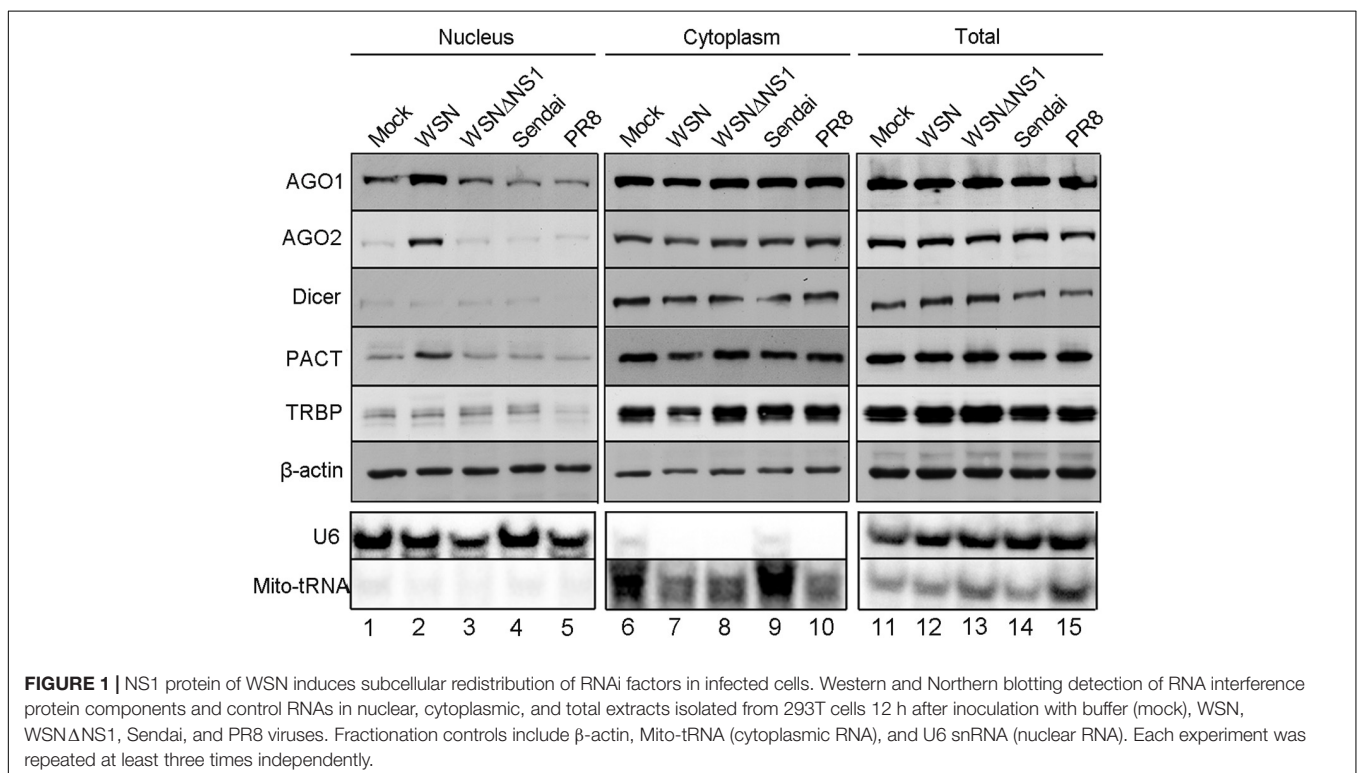 Nucleus Cytoplasm Total
Mock WSN WSNΔNS1 Sendai PR8 Mock WSN WSNΔNS1 Sendai PR8 Mock WSN WSNΔNS1 Sendai PR8
AGO1
AGO2
Dicer
PACT
TRBP
β-actin
U6
Mito-tRNA
1 2 3 4 5 6 7 8 9 10 11 12 13 14 15
FIGURE 1 | NS1 protein of WSN induces subcellular redistribution of RNAi factors in infected cells. Western and Northern blotting detection of RNA interference
protein components and control RNAs in nuclear, cytoplasmic, and total extracts isolated from 293T cells 12 h after inoculation with buffer (mock), WSN,
WSNΔNS1, Sendai, and PR8 viruses. Fractionation controls include β-actin, Mito-tRNA (cytoplasmic RNA), and U6 snRNA (nuclear RNA). Each experiment was
repeated at least three times independently.